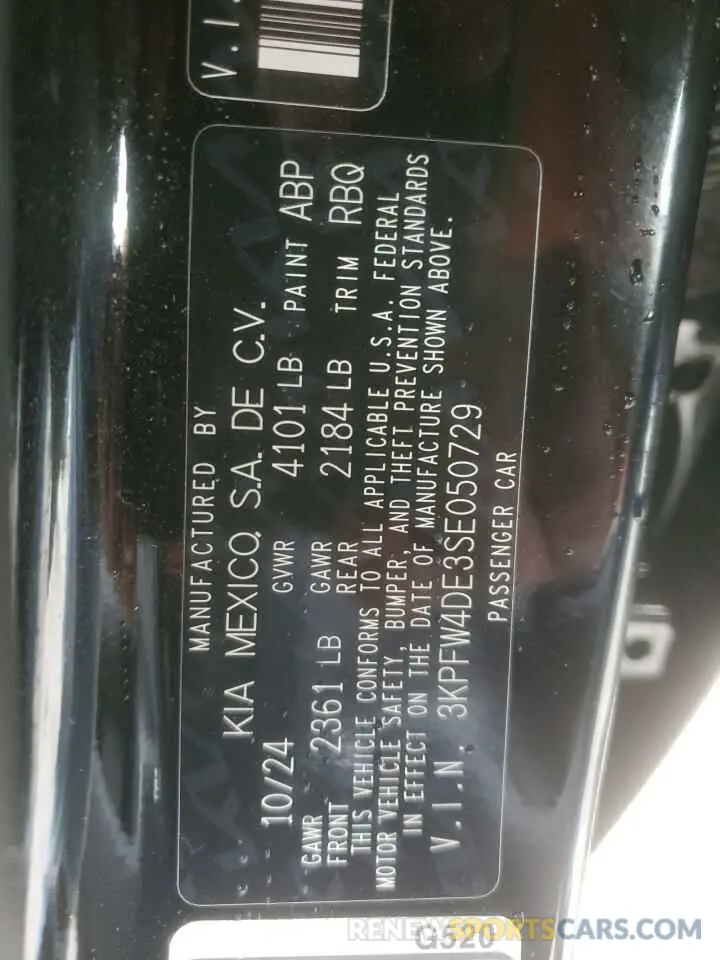 V.I.
MANUFACTURED BY
KIA MEXICO, S.A. DE C.V.
10/24 GVWR 4101 LB PAINT ABP
GAWR FRONT 2361 LB GAWR REAR 2184 LB TRIM RBQ
THIS VEHICLE CONFORMS TO ALL APPLICABLE U.S.A. FEDERAL
MOTOR VEHICLE SAFETY, BUMPER, AND THEFT PREVENTION STANDARDS
IN EFFECT ON THE DATE OF MANUFACTURE SHOWN ABOVE.
V.I.N. : 3KPFW4DE3SE050729
PASSENGER CAR
G520
RENEWSPORTSCARS.COM